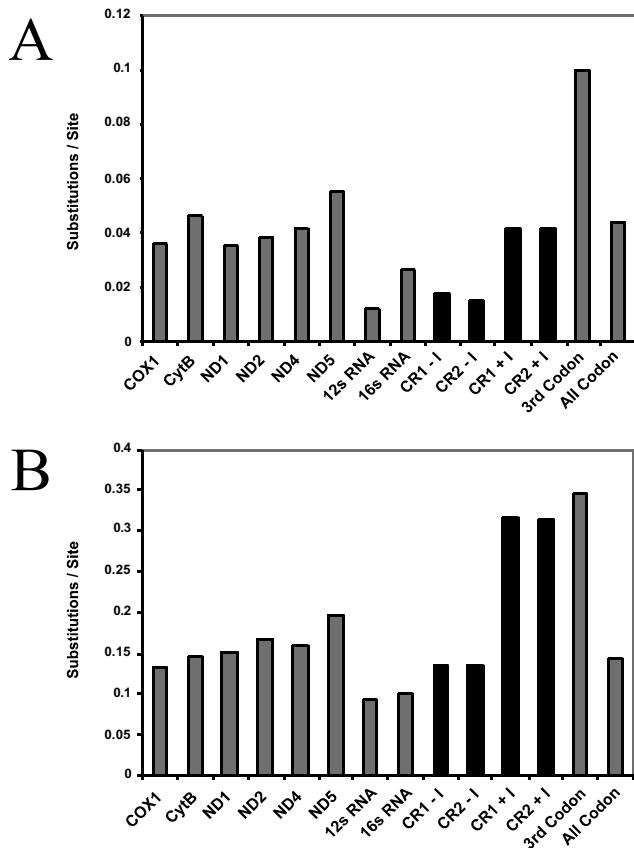 A
Substitutions / Site
0.12
0.1
0.08
0.06
0.04
0.02
0
COX1
CytB
ND1
ND2
ND4
ND5
12s RNA
16s RNA
CR1 - I
CR2 - I
CR1 + I
CR2 + I
3rd Codon
All Codon
B
Substitutions / Site
0.4
0.35
0.3
0.25
0.2
0.15
0.1
0.05
0
COX1
CytB
ND1
ND2
ND4
ND5
12s RNA
16s RNA
CR1 - I
CR2 - I
CR1 + I
CR2 + I
3rd Codon
All Codon